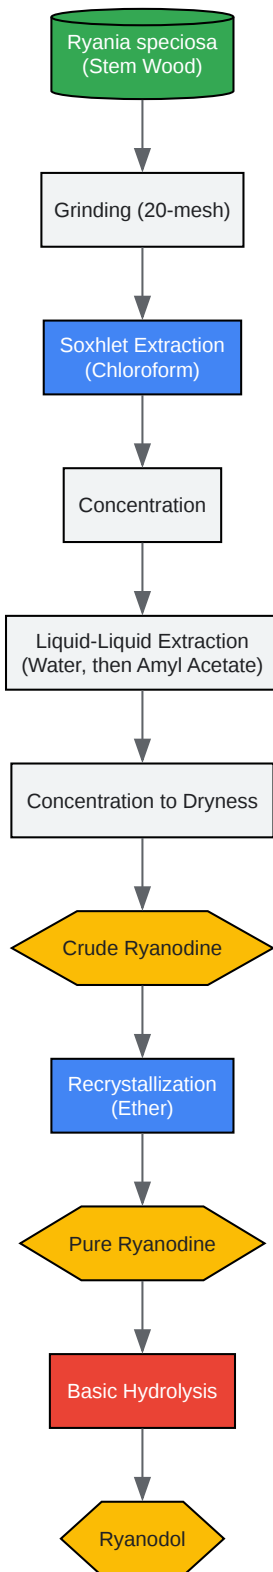 Ryania speciosa
(Stem Wood)
Grinding (20-mesh)
Soxhlet Extraction
(Chloroform)
Concentration
Liquid-Liquid Extraction
(Water, then Amyl Acetate)
Concentration to Dryness
Crude Ryanodine
Recrystallization
(Ether)
Pure Ryanodine
Basic Hydrolysis
Ryanodol